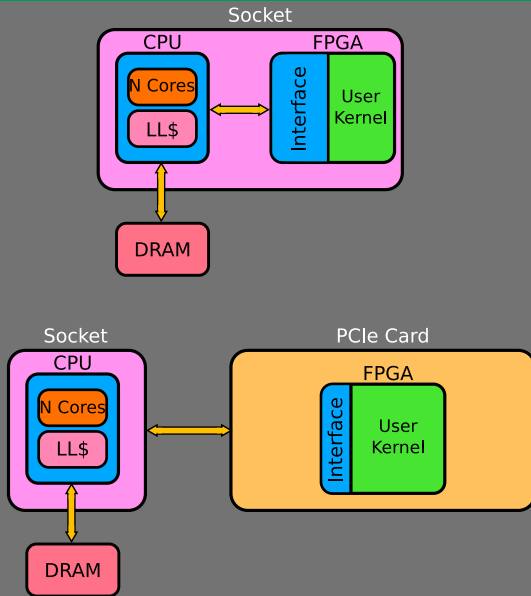 Socket
CPU
FPGA
N Cores
LL$
Interface
User
Kernel
DRAM
Socket
PCIe Card
CPU
FPGA
N Cores
LL$
Interface
User
Kernel
DRAM